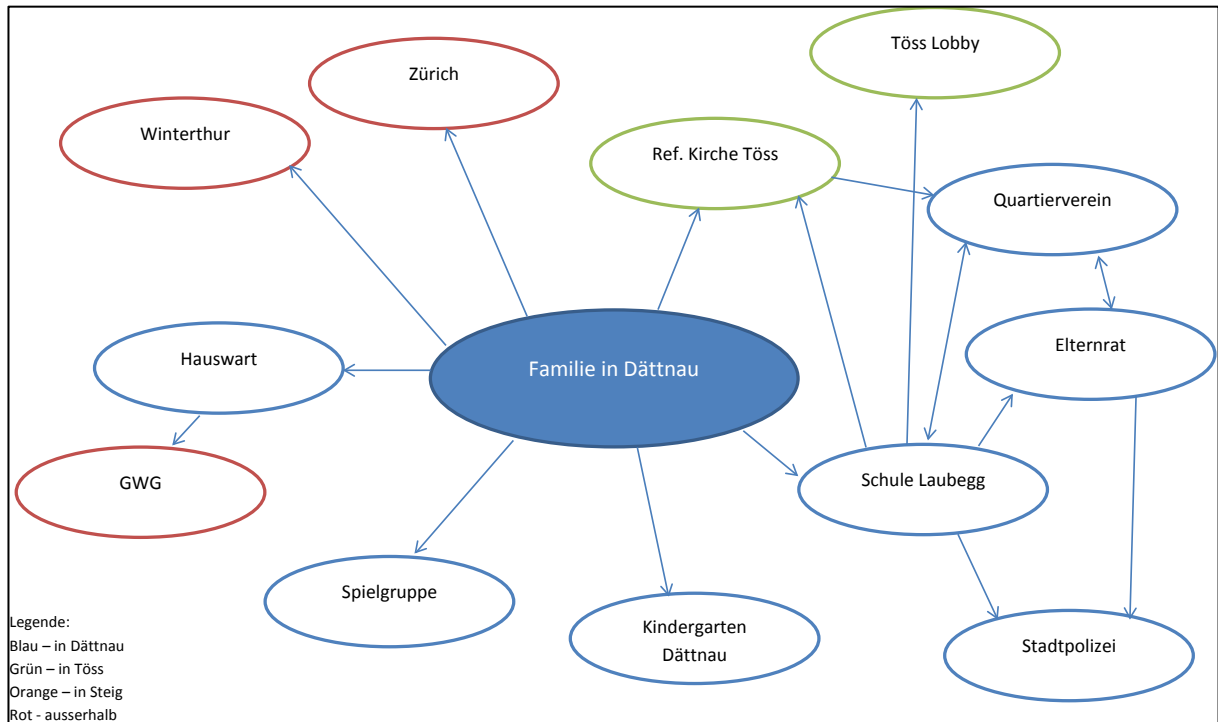 Töss Lobby
Zürich
Winterthur
Ref. Kirche Töss
Quartierverein
Hauswart
Familie in Dättnau
Elternrat
GWG
Schule Laubegg
Spielgruppe
Kindergarten
Dättnau
Stadtpolizei
Legende:
Blau – in Dättnau
Grün – in Töss
Orange – in Steig
Rot - ausserhalb